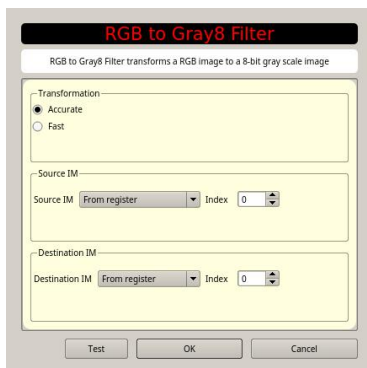 RGB to Gray8 Filter
RGB to Gray8 Filter transforms a RGB image to a 8-bit gray scale image
Transformation
Accurate
Fast
Source IM
Source IM From register Index 0
Destination IM
Destination IM From register Index 0
Test OK Cancel